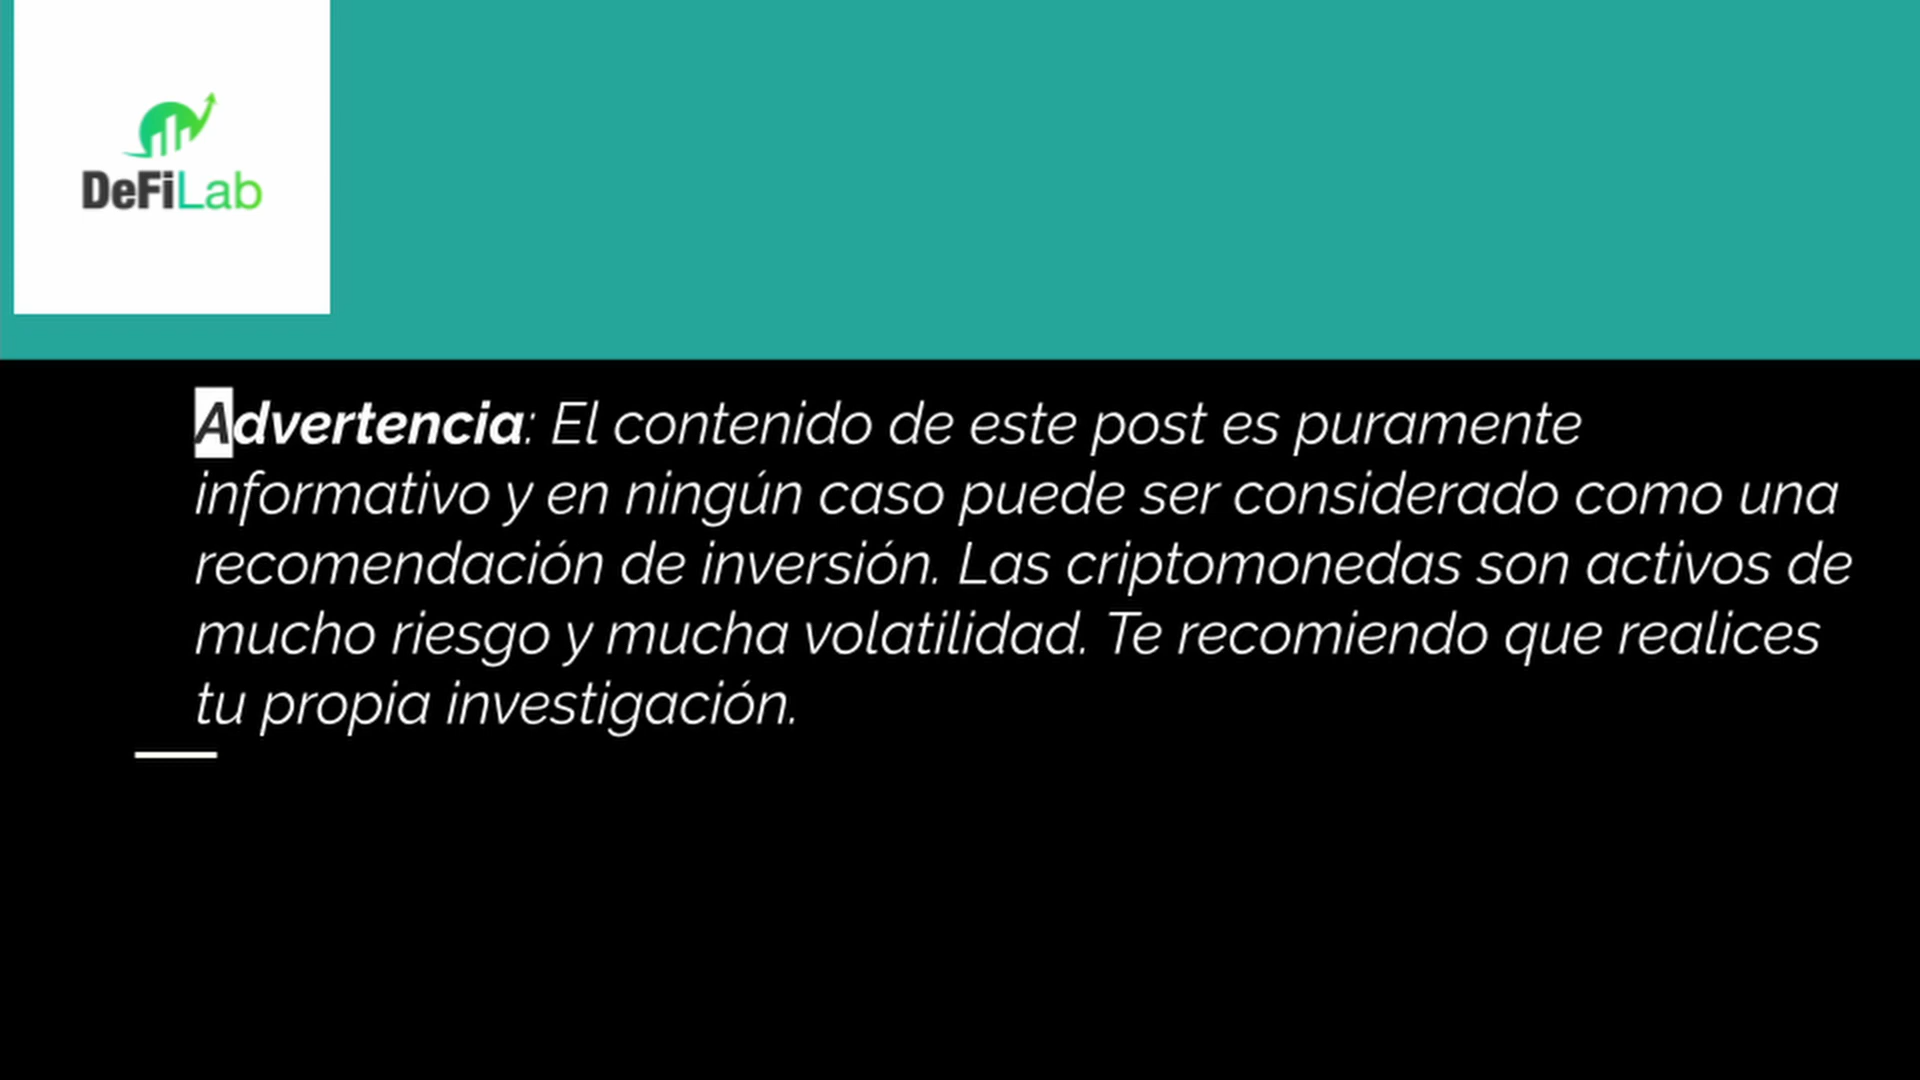 DeFiLab
Advertencia: El contenido de este post es puramente
informativo y en ningún caso puede ser considerado como una
recomendación de inversión. Las criptomonedas son activos de
mucho riesgo y mucha volatilidad. Te recomiendo que realices
tu propia investigación.